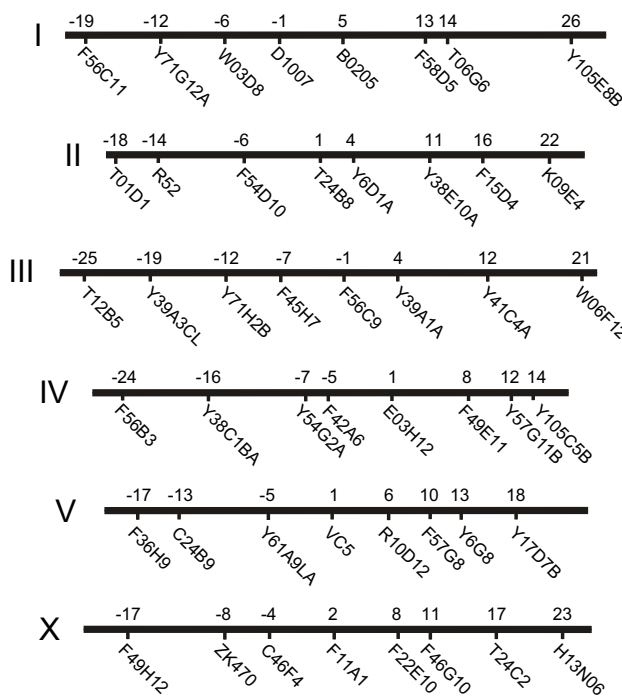 -19 -12 -6 -1 5 13 14 26
I
F56C11 Y71G12A W03D8 D1007 B0205 F58D5 T06G6 Y105E8B
-18 -14 -6 1 4 11 16 22
II
T01D1 R52 F54D10 T24B8 Y6D1A Y38E10A F15D4 K09E4
-25 -19 -12 -7 -1 4 12 21
III
T12B5 Y39A3CL Y71H2B F45H7 F56C9 Y39A1A Y41C4A W06F12
-24 -16 -7 -5 1 8 12 14
IV
F56B3 Y38C1BA Y54G2A F42A6 E03H12 F49E11 Y57G11B Y105C5B
-17 -13 -5 1 6 10 13 18
V
F36H9 C24B9 Y61A9LA VC5 R10D12 F57G8 Y6G8 Y17D7B
-17 -8 -4 2 8 11 17 23
X
F49H12 ZK470 C46F4 F11A1 F22E10 F46G10 T24C2 H13N06